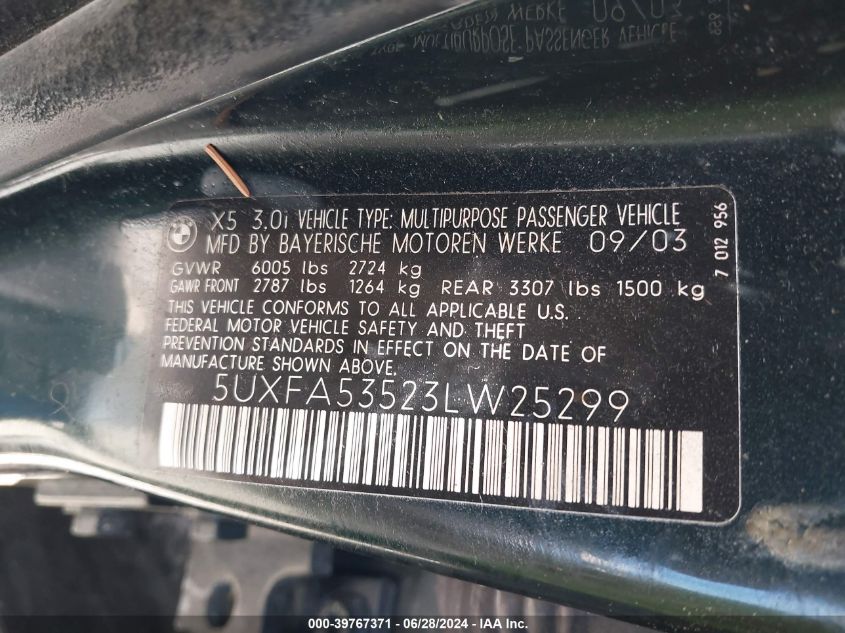 X5 3.0i VEHICLE TYPE: MULTIPURPOSE PASSENGER VEHICLE
MFD BY BAYERISCHE MOTOREN WERKE 09/03
GVWR 6005 lbs 2724 kg
GAWR FRONT 2787 lbs 1264 kg REAR 3307 lbs 1500 kg
THIS VEHICLE CONFORMS TO ALL APPLICABLE U.S.
FEDERAL MOTOR VEHICLE SAFETY AND THEFT
PREVENTION STANDARDS IN EFFECT ON THE DATE OF
MANUFACTURE SHOWN ABOVE.
5UXFA53523LW25299
7 012 956
000-39767371 - 06/28/2024 - IAA Inc.